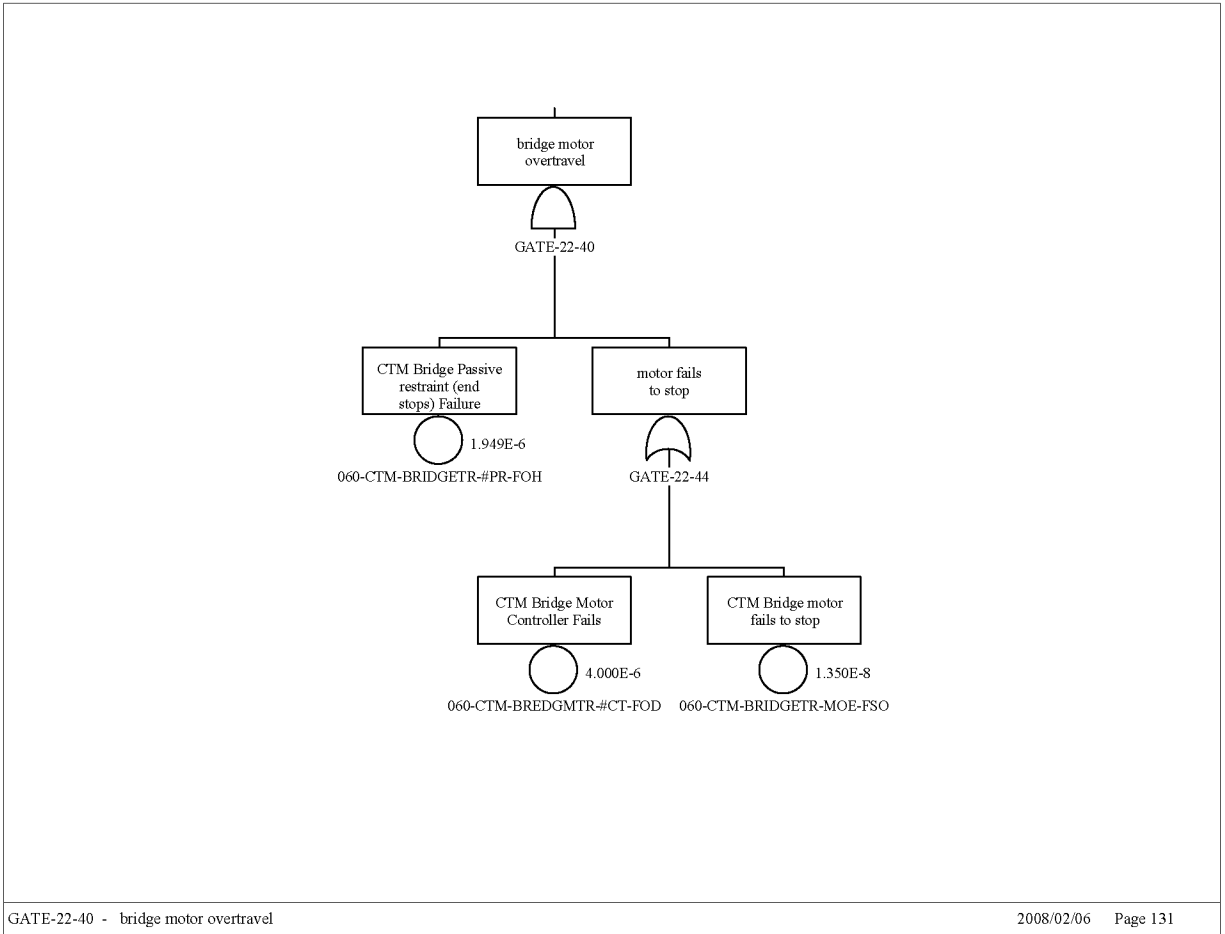 bridge motor
overtravel
GATE-22-40
CTM Bridge Passive
restraint (end
stops) Failure
1.949E-6
060-CTM-BRIDGETR-#PR-FOH
motor fails
to stop
GATE-22-44
CTM Bridge Motor
Controller Fails
4.000E-6
060-CTM-BREDGMTR-#CT-FOD
CTM Bridge motor
fails to stop
1.350E-8
060-CTM-BRIDGETR-MOE-FSO
GATE-22-40 - bridge motor overtravel
2008/02/06 Page 131